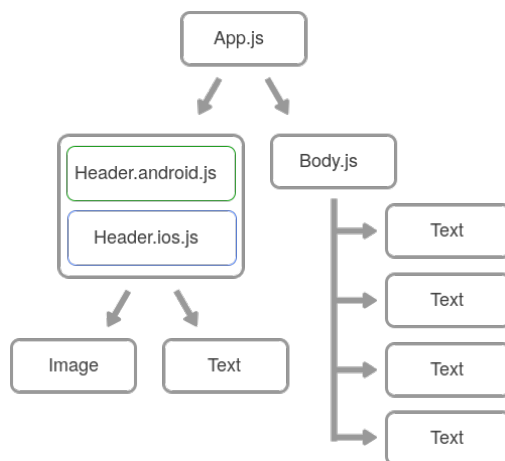 App.js
Header.android.js
Header.ios.js
Image
Text
Body.js
Text
Text
Text
Text